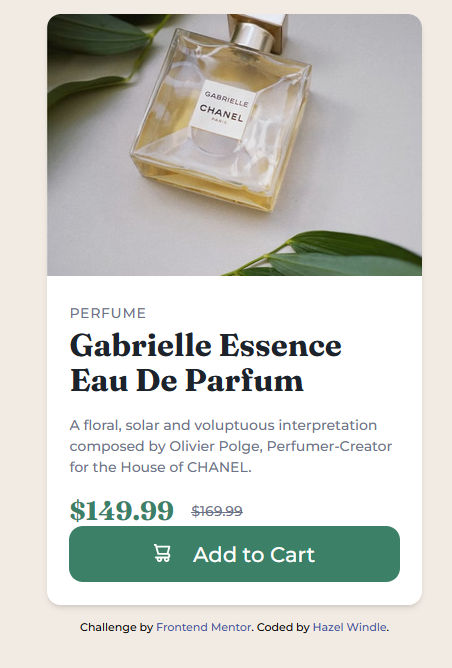 GABRIELLE
CHANEL
PARIS
PERFUME
Gabrielle Essence
Eau De Parfum
A floral, solar and voluptuous interpretation
composed by Olivier Polge, Perfumer-Creator
for the House of CHANEL.
$149.99 $169.99
Add to Cart
Challenge by Frontend Mentor. Coded by Hazel Windle.